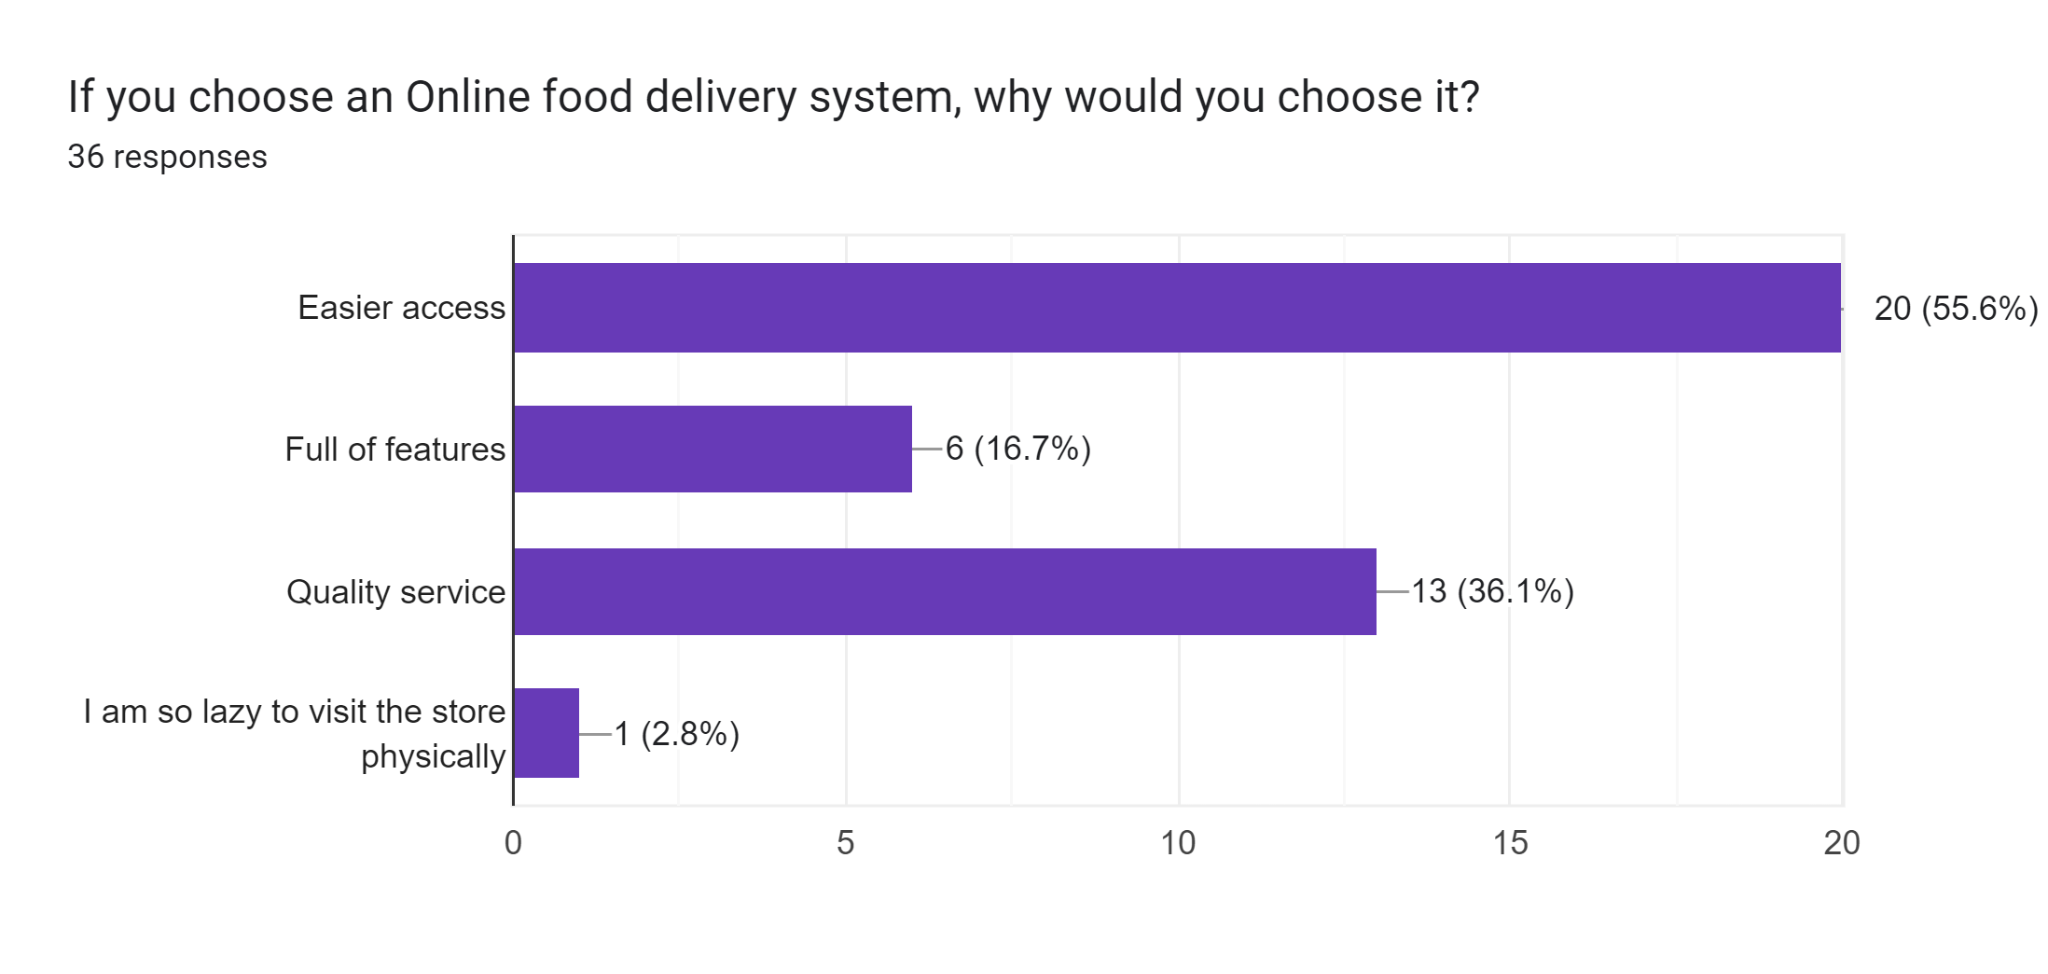 If you choose an Online food delivery system, why would you choose it?
36 responses
Easier access
20 (55.6%)
Full of features
6 (16.7%)
Quality service
13 (36.1%)
I am so lazy to visit the store
physically
1 (2.8%)
0 5 10 15 20